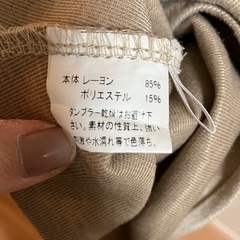 本体 レーヨン 85%
ポリエステル 15%
タンブラー乾燥はお避け下
さい。素材の性質上、強い
刺激や水濡れ等で色落ち、